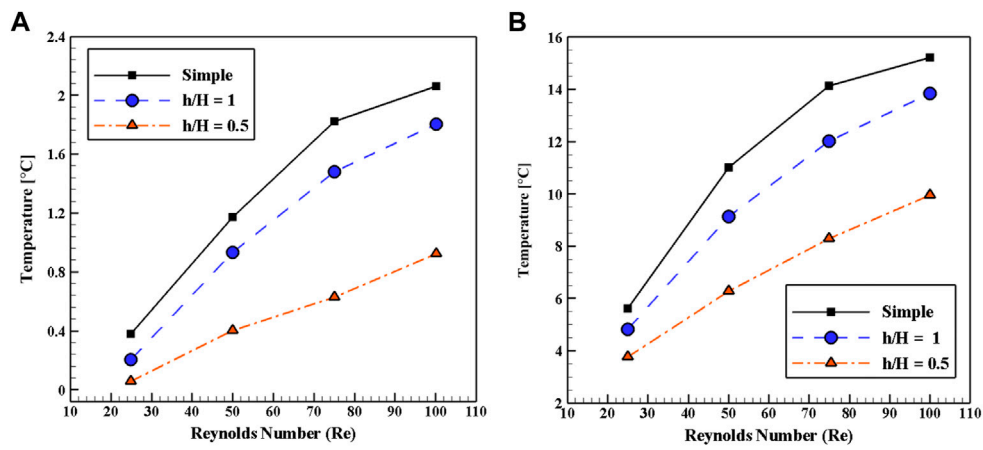 A
2.4
2
1.6
1.2
0.8
0.4
0
Temperature [°C]
Simple
h/H = 1
h/H = 0.5
10 20 30 40 50 60 70 80 90 100 110
Reynolds Number (Re)
B
16
14
12
10
8
6
4
2
Temperature [°C]
Simple
h/H = 1
h/H = 0.5
10 20 30 40 50 60 70 80 90 100 110
Reynolds Number (Re)